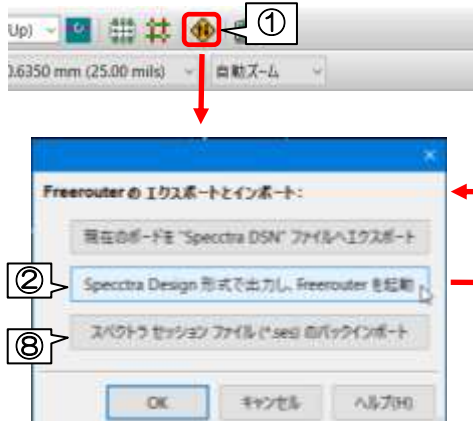 Up)
①
0.6350 mm (25.00 mils)
自動ズーム
Freerouter の エクスポートとインポート:
現在のボードを "Specctra DSN" ファイルへエクスポート
② Specctra Design 形式で出力し、Freerouter を起動
⑧ スペクトラ セッション ファイル (*.ses) のバックインポート
OK
キャンセル
ヘルプ(H)